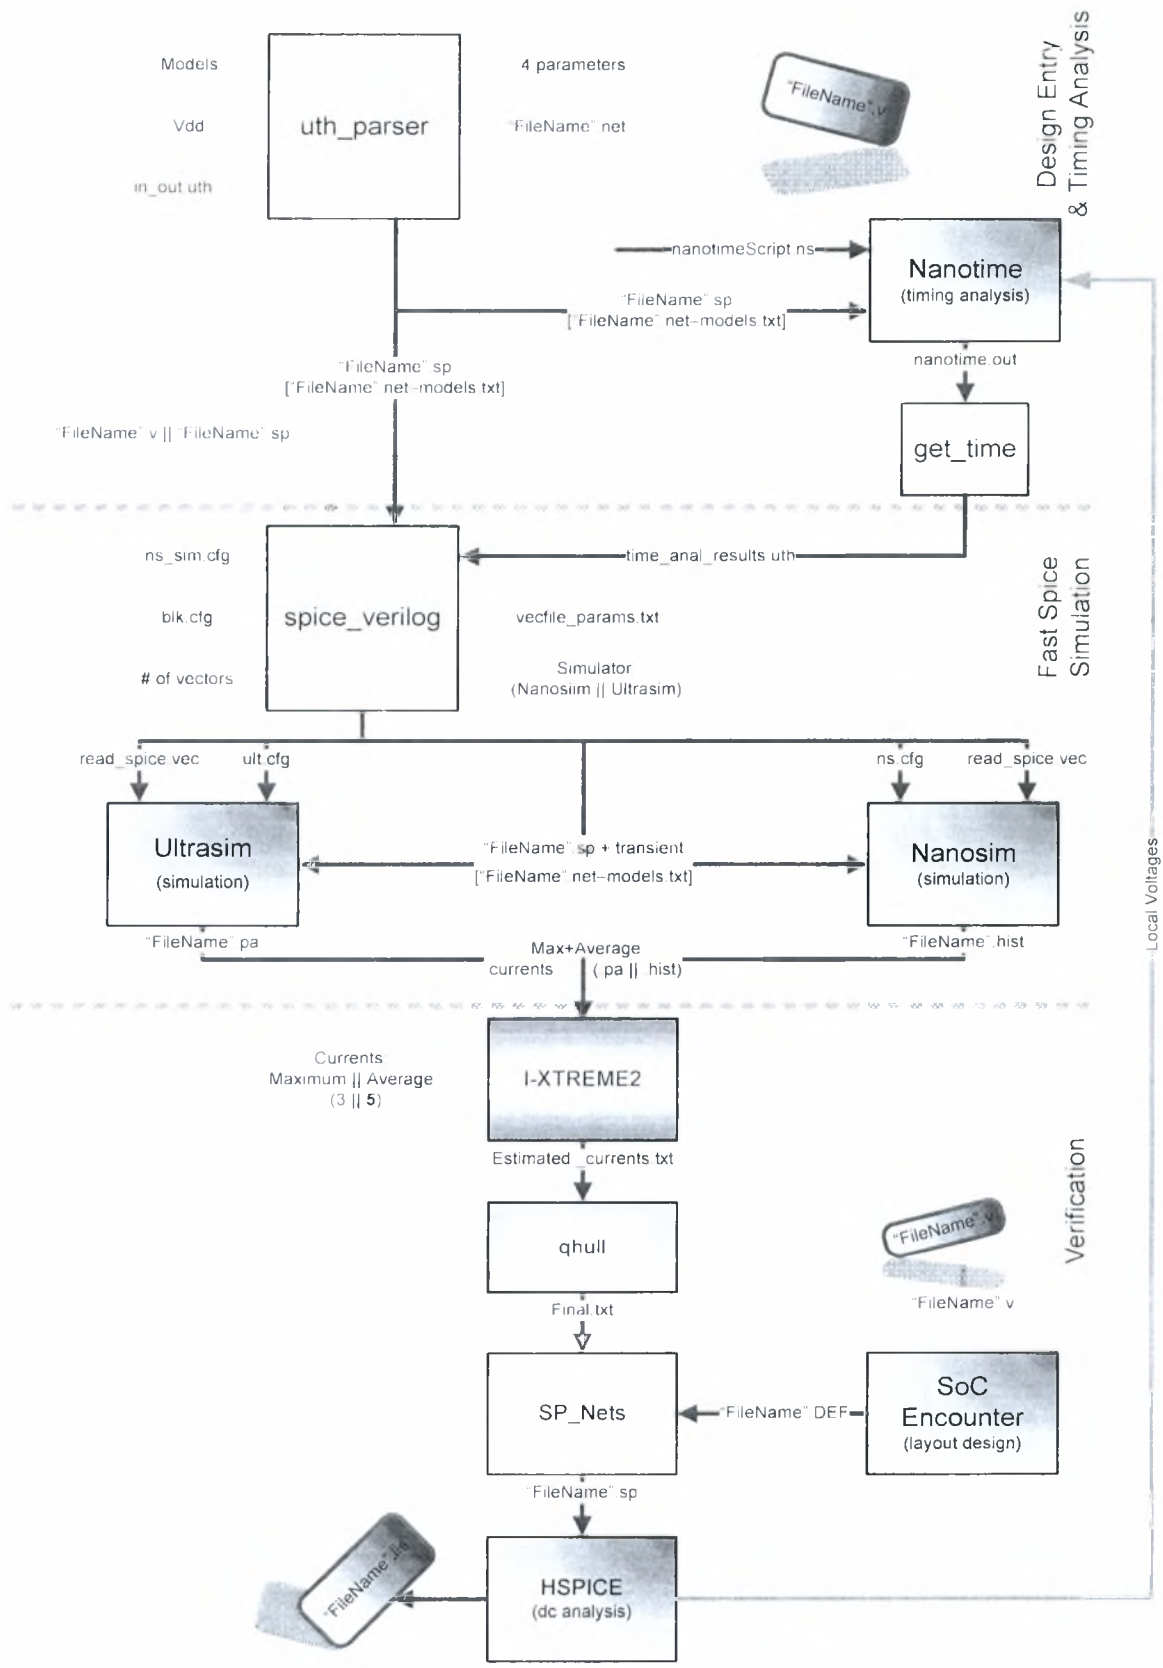 Models
4 parameters
"FileName".v
Vdd
uth_parser
"FileName" net
in_out.uth
Design Entry
& Timing Analysis
nanotimeScript.ns
Nanotime
(timing analysis)
"FileName" sp
["FileName" net-models.txt]
nanotime.out
"FileName".sp
["FileName" net-models.txt]
"FileName" v || "FileName" sp
get_time
ns_sim.cfg
time_anal_results uth
blk.cfg
spice_verilog
vecfile_params.txt
# of vectors
Simulator
(Nanosiim || Ultrasim)
Fast Spice
Simulation
read_spice.vec
ult.cfg
ns.cfg
read_spice vec
Ultrasim
(simulation)
"FileName".sp + transient
["FileName".net-models.txt]
Nanosim
(simulation)
Local Voltages
"FileName" pa
"FileName".hist
Max+Average
currents
(.pa || .hist)
Currents
Maximum || Average
(3 || 5)
I-XTREME2
Estimated _currents.txt
Verification
qhull
"FileName".v
"FileName" v
Final.txt
SP_Nets
"FileName" DEF
SoC
Encounter
(layout design)
"FileName".sp
"FileName"
HSPICE
(dc analysis)